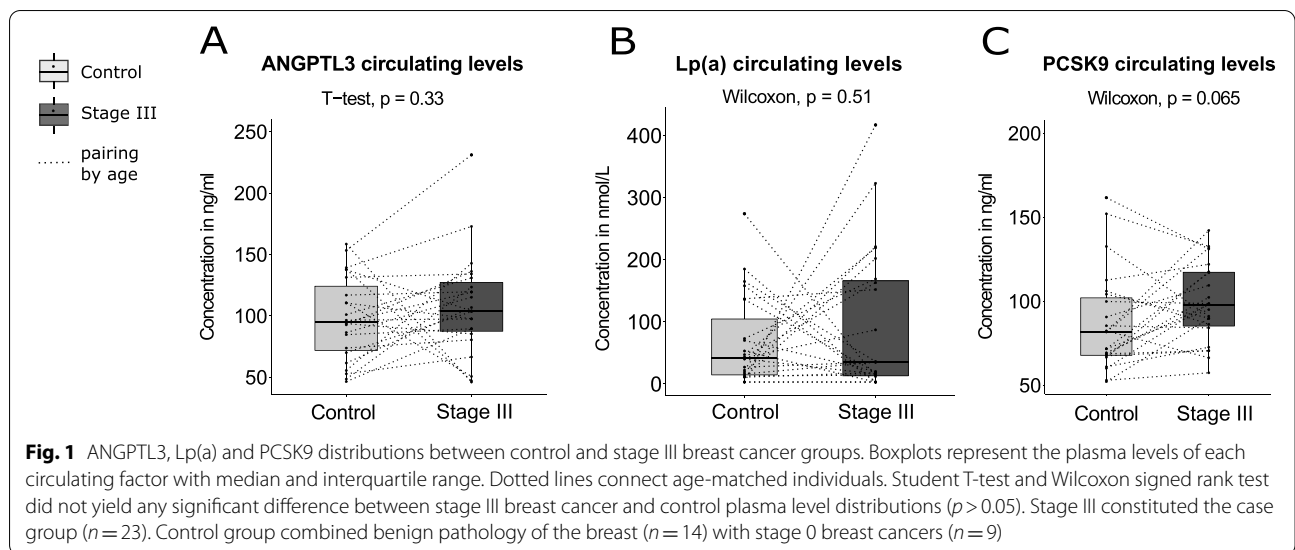 Control
Stage III
pairing
by age
A
ANGPTL3 circulating levels
T−test, p = 0.33
Concentration in ng/ml
250
200
150
100
50
Control
Stage III
B
Lp(a) circulating levels
Wilcoxon, p = 0.51
Concentration in nmol/L
400
300
200
100
0
Control
Stage III
C
PCSK9 circulating levels
Wilcoxon, p = 0.065
Concentration in ng/ml
200
150
100
50
Control
Stage III
Fig. 1 ANGPTL3, Lp(a) and PCSK9 distributions between control and stage III breast cancer groups. Boxplots represent the plasma levels of each
circulating factor with median and interquartile range. Dotted lines connect age-matched individuals. Student T-test and Wilcoxon signed rank test
did not yield any significant difference between stage III breast cancer and control plasma level distributions (p > 0.05). Stage III constituted the case
group (n = 23). Control group combined benign pathology of the breast (n = 14) with stage 0 breast cancers (n = 9)